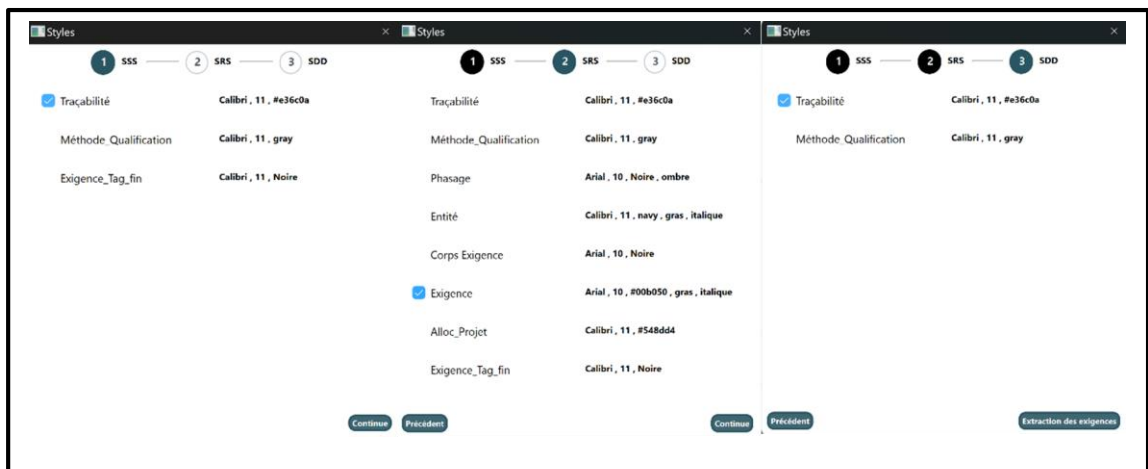 Styles ×
1 SSS 2 SRS 3 SDD
Traçabilité Calibri , 11 , #e36c0a
Méthode_Qualification Calibri , 11 , gray
Exigence_Tag_fin Calibri , 11 , Noire
Continue
Styles ×
1 SSS 2 SRS 3 SDD
Traçabilité Calibri , 11 , #e36c0a
Méthode_Qualification Calibri , 11 , gray
Phasage Arial , 10 , Noire , ombre
Entité Calibri , 11 , navy , gras , italique
Corps Exigence Arial , 10 , Noire
Exigence Arial , 10 , #00b050 , gras , italique
Alloc_Projet Calibri , 11 , #548dd4
Exigence_Tag_fin Calibri , 11 , Noire
Précédent Continue
Styles ×
1 SSS 2 SRS 3 SDD
Traçabilité Calibri , 11 , #e36c0a
Méthode_Qualification Calibri , 11 , gray
Précédent Extraction des exigences